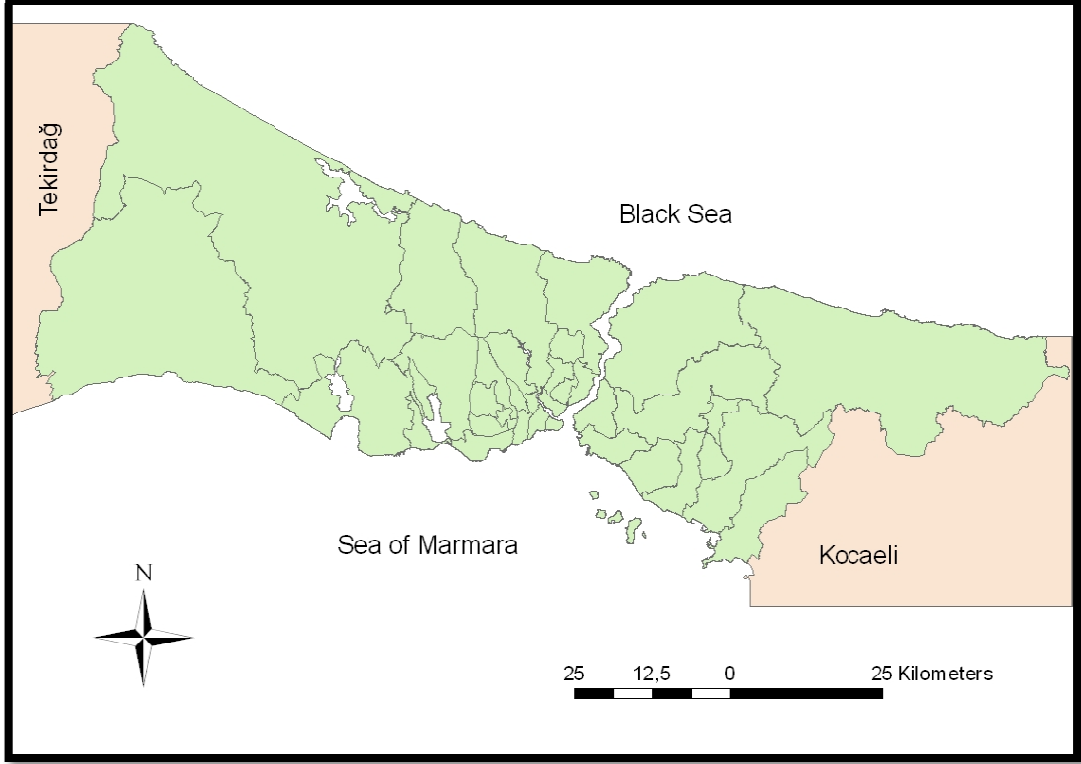 Tekirdağ
Black Sea
Sea of Marmara
Kocaeli
N
25 12,5 0 25 Kilometers